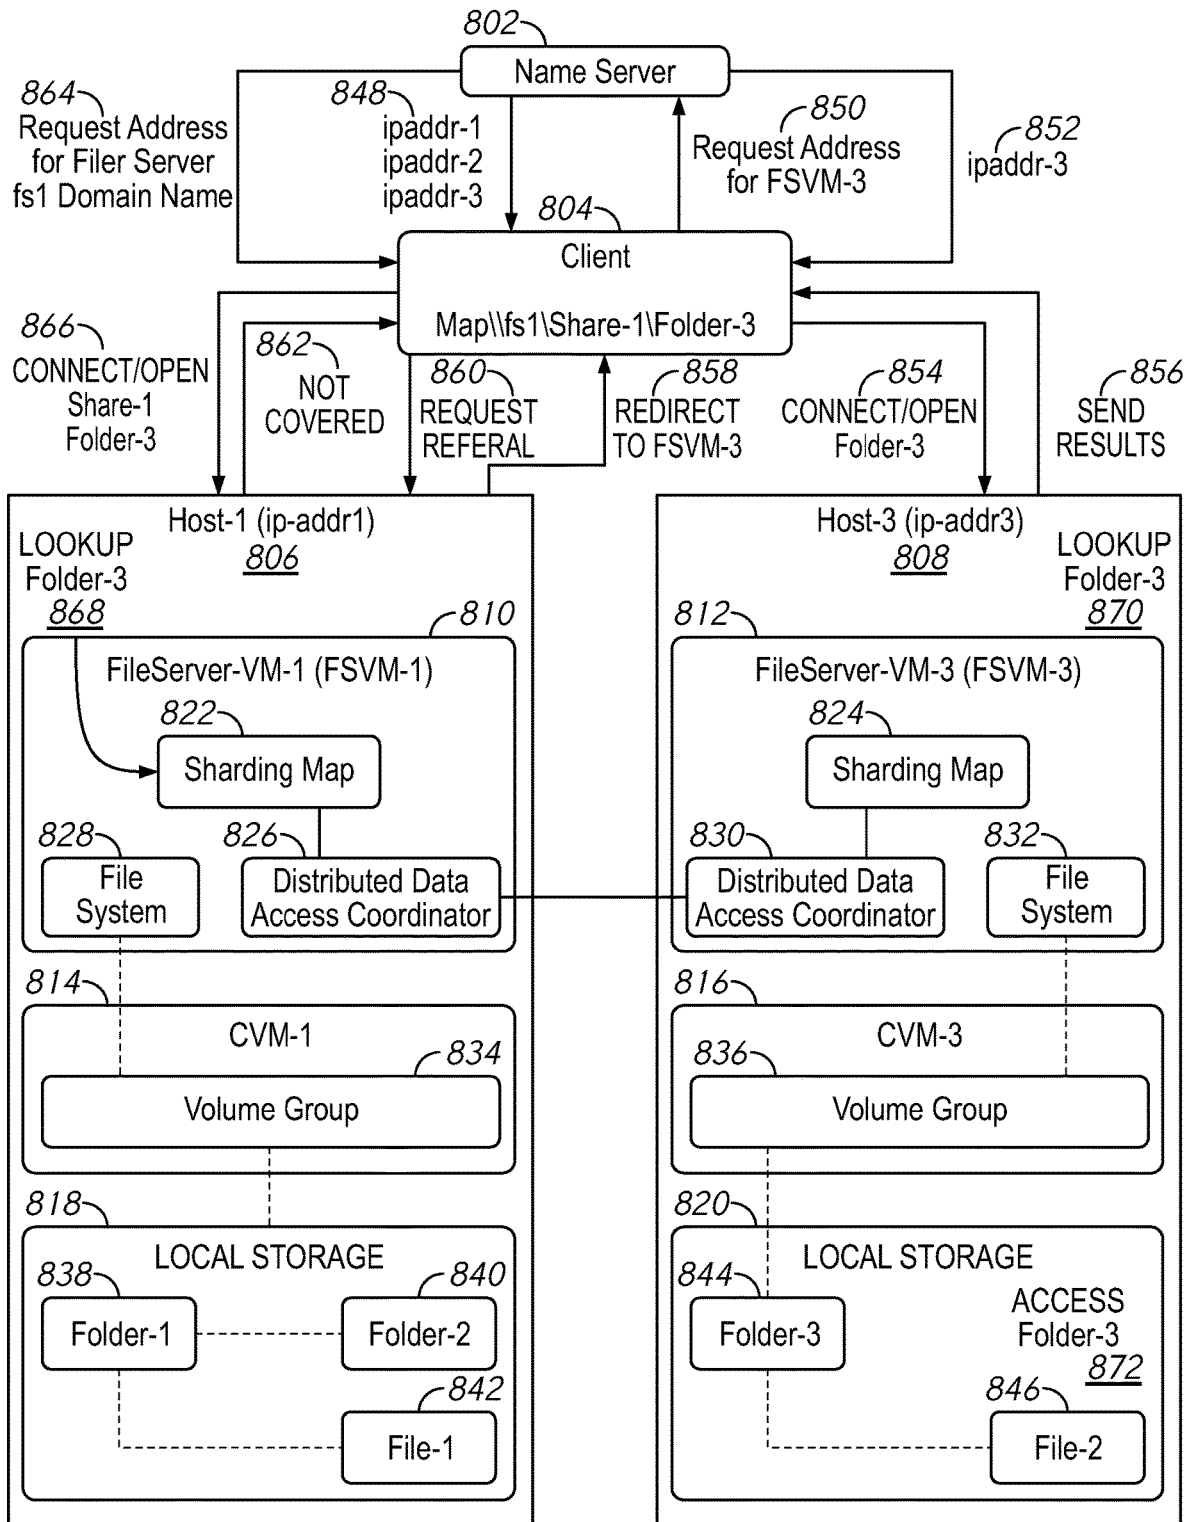 802
Name Server
864
Request Address
for Filer Server
fs1 Domain Name
848
ipaddr-1
ipaddr-2
ipaddr-3
850
Request Address
for FSVM-3
852
ipaddr-3
804
Client
Map\\fs1\Share-1\Folder-3
866
CONNECT/OPEN
Share-1
Folder-3
862
NOT
COVERED
860
REQUEST
REFERAL
858
REDIRECT
TO FSVM-3
854
CONNECT/OPEN
Folder-3
856
SEND
RESULTS
Host-1 (ip-addr1)
806
LOOKUP
Folder-3
868
810
FileServer-VM-1 (FSVM-1)
822
Sharding Map
828
File
System
826
Distributed Data
Access Coordinator
814
CVM-1
834
Volume Group
818
LOCAL STORAGE
838
Folder-1
840
Folder-2
842
File-1
Host-3 (ip-addr3)
808
LOOKUP
Folder-3
870
812
FileServer-VM-3 (FSVM-3)
824
Sharding Map
830
Distributed Data
Access Coordinator
832
File
System
816
CVM-3
836
Volume Group
820
LOCAL STORAGE
844
Folder-3
ACCESS
Folder-3
872
846
File-2